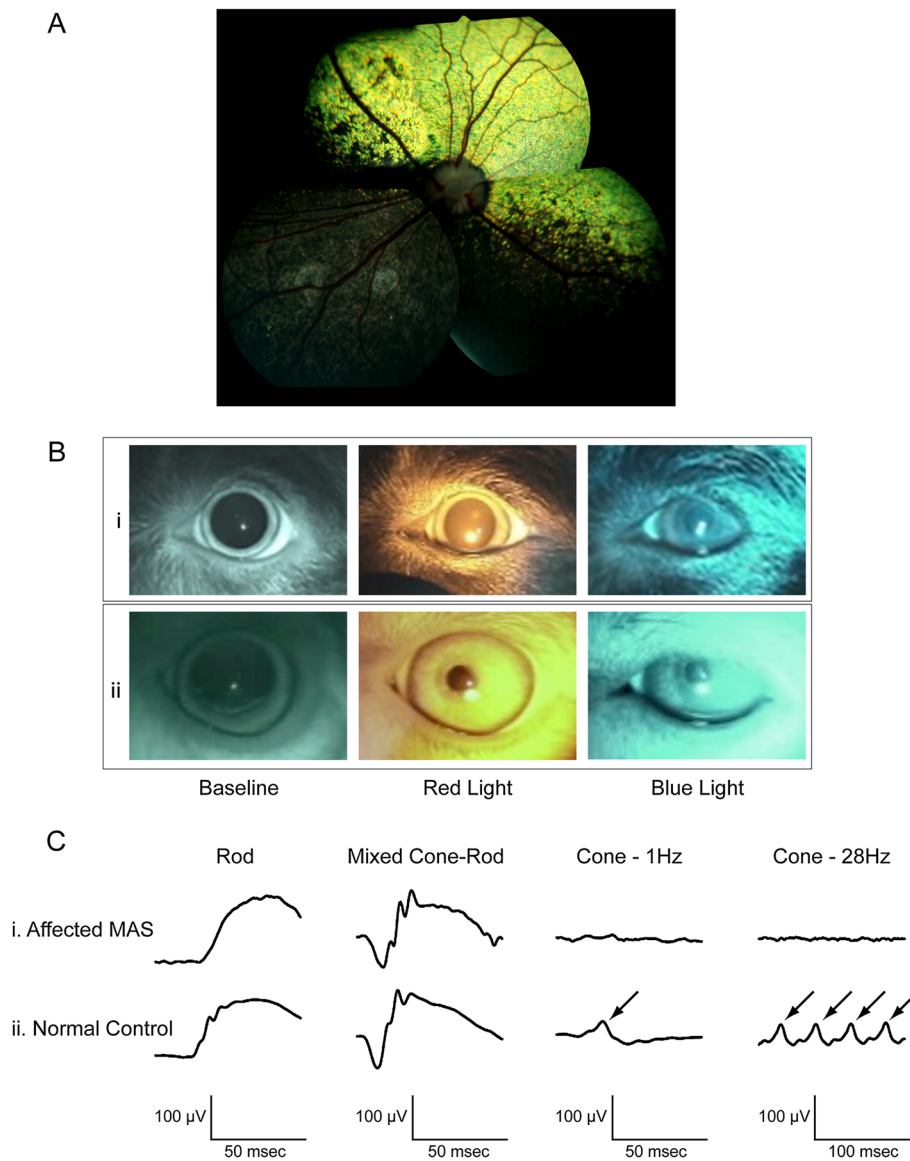 A
B
i
ii
Baseline Red Light Blue Light
C
Rod Mixed Cone-Rod Cone - 1Hz Cone - 28Hz
i. Affected MAS
ii. Normal Control
100 µV 100 µV 100 µV 100 µV
50 msec 50 msec 50 msec 100 msec